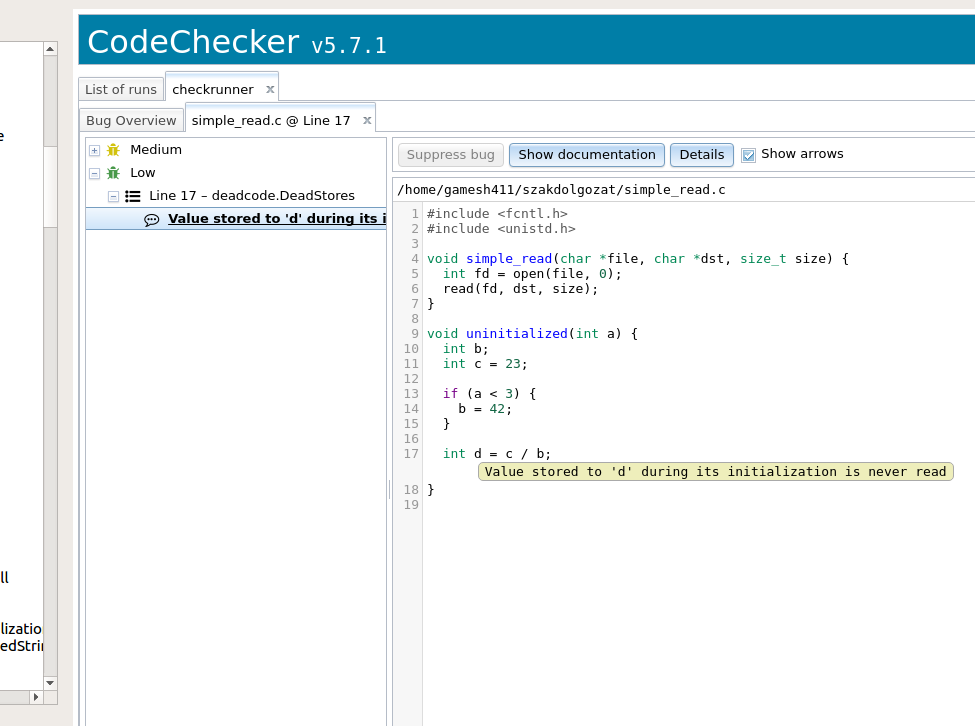 CodeChecker v5.7.1
List of runs checkrunner x
Bug Overview simple_read.c @ Line 17 x
Medium
Low
Line 17 – deadcode.DeadStores
Value stored to 'd' during its i
Suppress bug Show documentation Details Show arrows
/home/gamesh411/szakdolgozat/simple_read.c
1 #include <fcntl.h>
2 #include <unistd.h>
3
4 void simple_read(char *file, char *dst, size_t size) {
5 int fd = open(file, 0);
6 read(fd, dst, size);
7 }
8
9 void uninitialized(int a) {
10 int b;
11 int c = 23;
12
13 if (a < 3) {
14 b = 42;
15 }
16
17 int d = c / b;
Value stored to 'd' during its initialization is never read
18 }
19
e
ll
lizatio
edStri